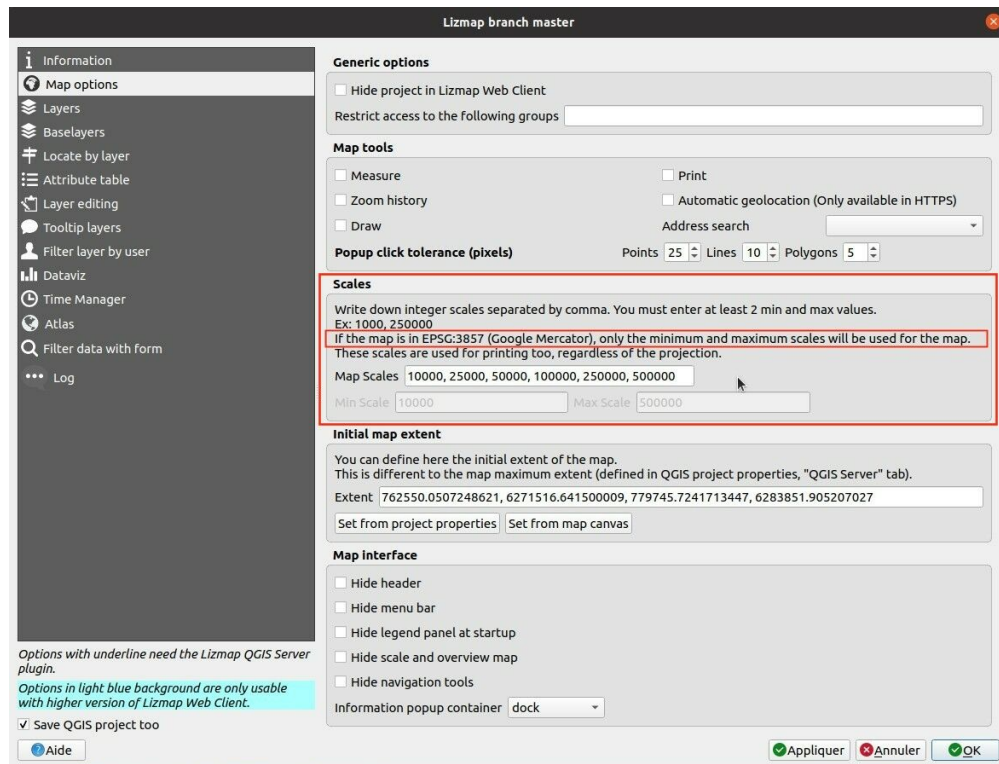 Lizmap branch master
Information
Map options
Layers
Baselayers
Locate by layer
Attribute table
Layer editing
Tooltip layers
Filter layer by user
Dataviz
Time Manager
Atlas
Filter data with form
Log
Options with underline need the Lizmap QGIS Server
plugin.
Options in light blue background are only usable
with higher version of Lizmap Web Client.
Save QGIS project too
Aide
Generic options
Hide project in Lizmap Web Client
Restrict access to the following groups
Map tools
Measure Print
Zoom history Automatic geolocation (Only available in HTTPS)
Draw Address search
Popup click tolerance (pixels) Points 25 Lines 10 Polygons 5
Scales
Write down integer scales separated by comma. You must enter at least 2 min and max values.
Ex: 1000, 250000
If the map is in EPSG:3857 (Google Mercator), only the minimum and maximum scales will be used for the map.
These scales are used for printing too, regardless of the projection.
Map Scales 10000, 25000, 50000, 100000, 250000, 500000
Min Scale 10000 Max Scale 500000
Initial map extent
You can define here the initial extent of the map.
This is different to the map maximum extent (defined in QGIS project properties, "QGIS Server" tab).
Extent 762550.0507248621, 6271516.641500009, 779745.7241713447, 6283851.905207027
Set from project properties Set from map canvas
Map interface
Hide header
Hide menu bar
Hide legend panel at startup
Hide scale and overview map
Hide navigation tools
Information popup container dock
Appliquer Annuler OK